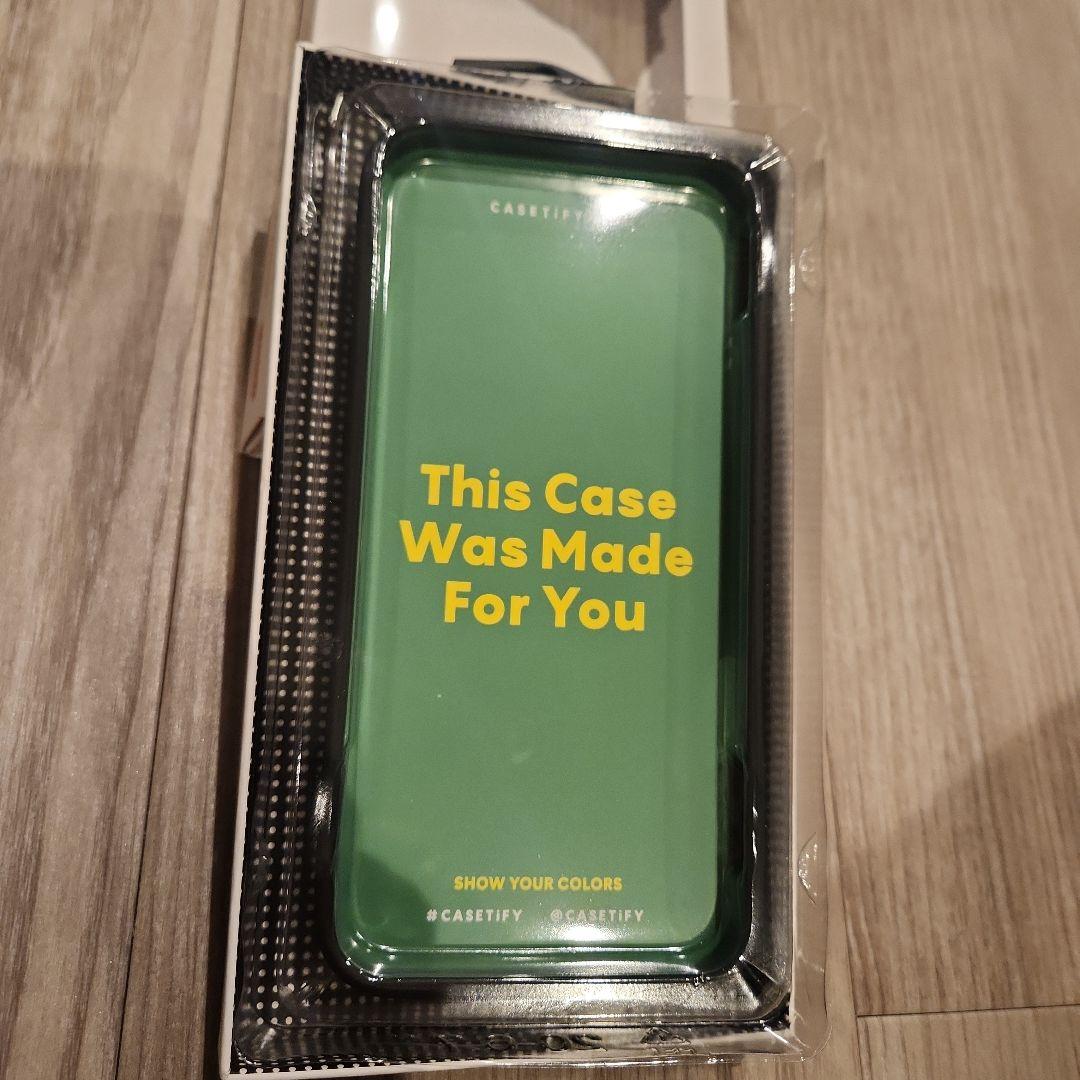 CASETiFY
This Case
Was Made
For You
SHOW YOUR COLORS
#CASETiFY @CASETiFY